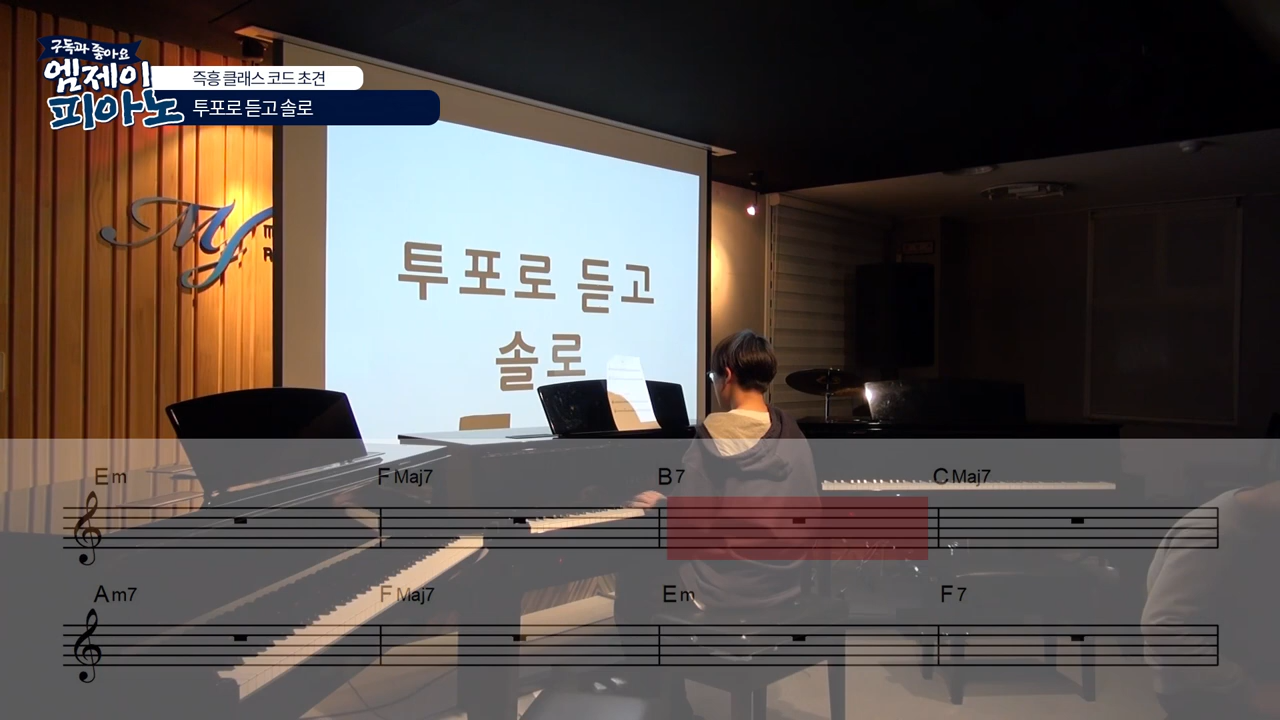 구독과 좋아요
엠제이
피아노
즉흥 클래스 코드 초견
투포로 듣고 솔로
My
투포로 듣고
솔로
Em FMaj7 B7 CMaj7
Am7 FMaj7 Em F7